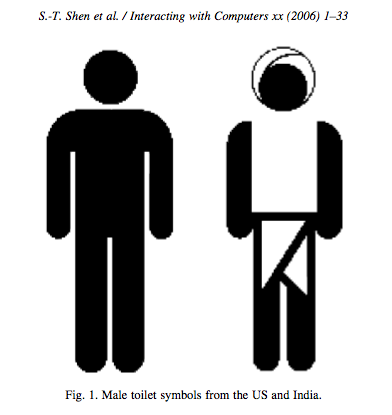 S.-T. Shen et al. / Interacting with Computers xx (2006) 1–33
Fig. 1. Male toilet symbols from the US and India.